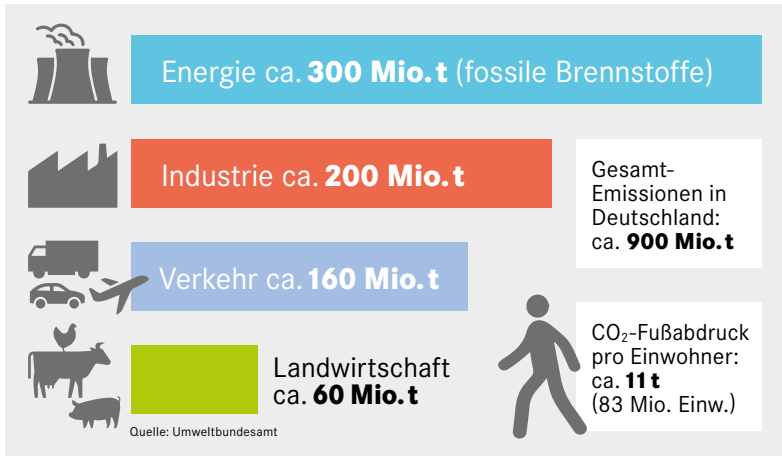 Energie ca. 300 Mio. t (fossile Brennstoffe)
Industrie ca. 200 Mio. t
Gesamt-
Emissionen in
Deutschland:
ca. 900 Mio. t
Verkehr ca. 160 Mio. t
Landwirtschaft
ca. 60 Mio. t
CO₂-Fußabdruck
pro Einwohner:
ca. 11 t
(83 Mio. Einw.)
Quelle: Umweltbundesamt